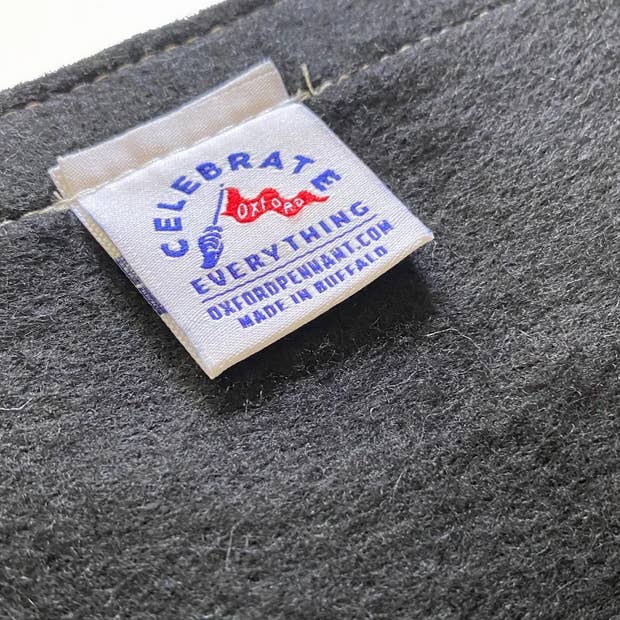 CELEBRATE
OXFORD
EVERYTHING
OXFORDPENNANT.COM
MADE IN BUFFALO